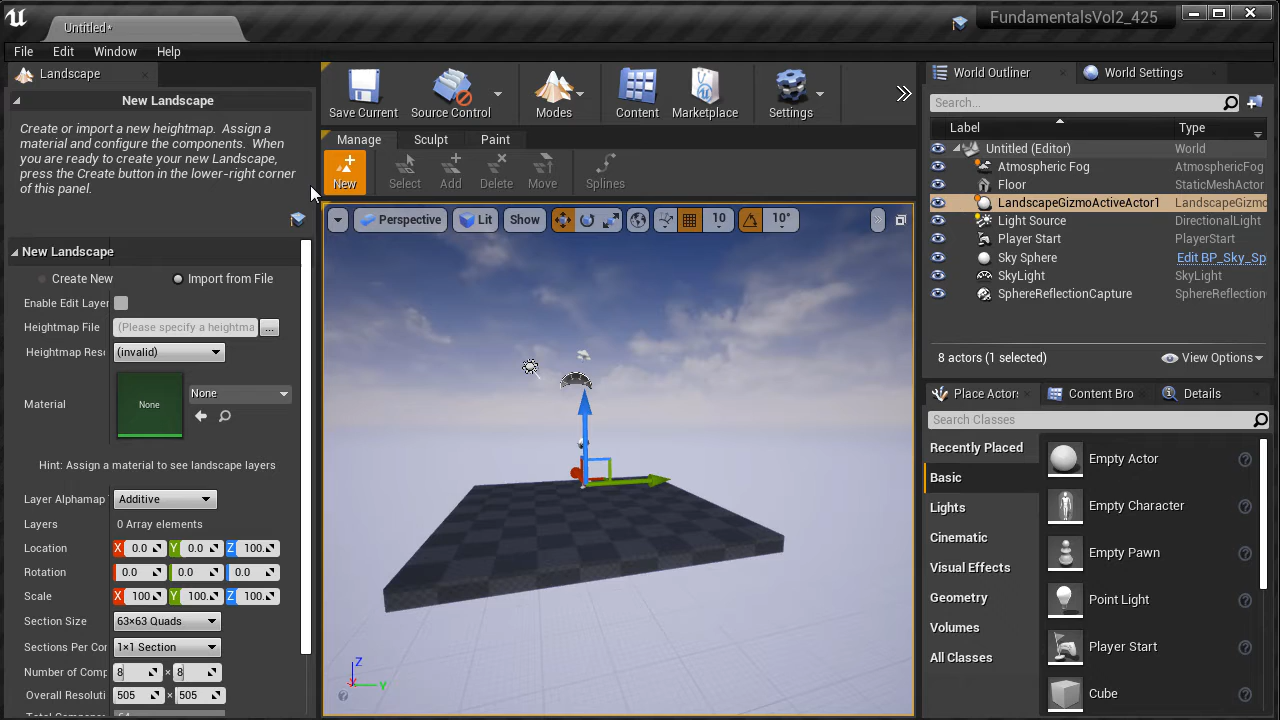 Untitled*
FundamentalsVol2_425
File Edit Window Help
Landscape
New Landscape
Create or import a new heightmap. Assign a
material and configure the components. When
you are ready to create your new Landscape,
press the Create button in the lower-right corner
of this panel.
New Landscape
Create New Import from File
Enable Edit Layer
Heightmap File (Please specify a heightma ...
Heightmap Res (invalid)
Material None None
Hint: Assign a material to see landscape layers
Layer Alphamap Additive
Layers 0 Array elements
Location X 0.0 Y 0.0 Z 100.
Rotation 0.0 0.0 0.0
Scale X 100 Y 100. Z 100.
Section Size 63×63 Quads
Sections Per Cor 1×1 Section
Number of Comp 8 × 8
Overall Resoluti 505 × 505
Save Current Source Control Modes Content Marketplace Settings
Manage Sculpt Paint
New Select Add Delete Move Splines
Perspective Lit Show 10 10°
Z
X Y
World Outliner World Settings
Search...
Label Type
Untitled (Editor) World
Atmospheric Fog AtmosphericFog
Floor StaticMeshActor
LandscapeGizmoActiveActor1 LandscapeGizmo
Light Source DirectionalLight
Player Start PlayerStart
Sky Sphere Edit BP_Sky_Sp
SkyLight SkyLight
SphereReflectionCapture SphereReflection
8 actors (1 selected) View Options
Place Actor Content Bro Details
Search Classes
Recently Placed
Basic
Lights
Cinematic
Visual Effects
Geometry
Volumes
All Classes
Empty Actor
Empty Character
Empty Pawn
Point Light
Player Start
Cube